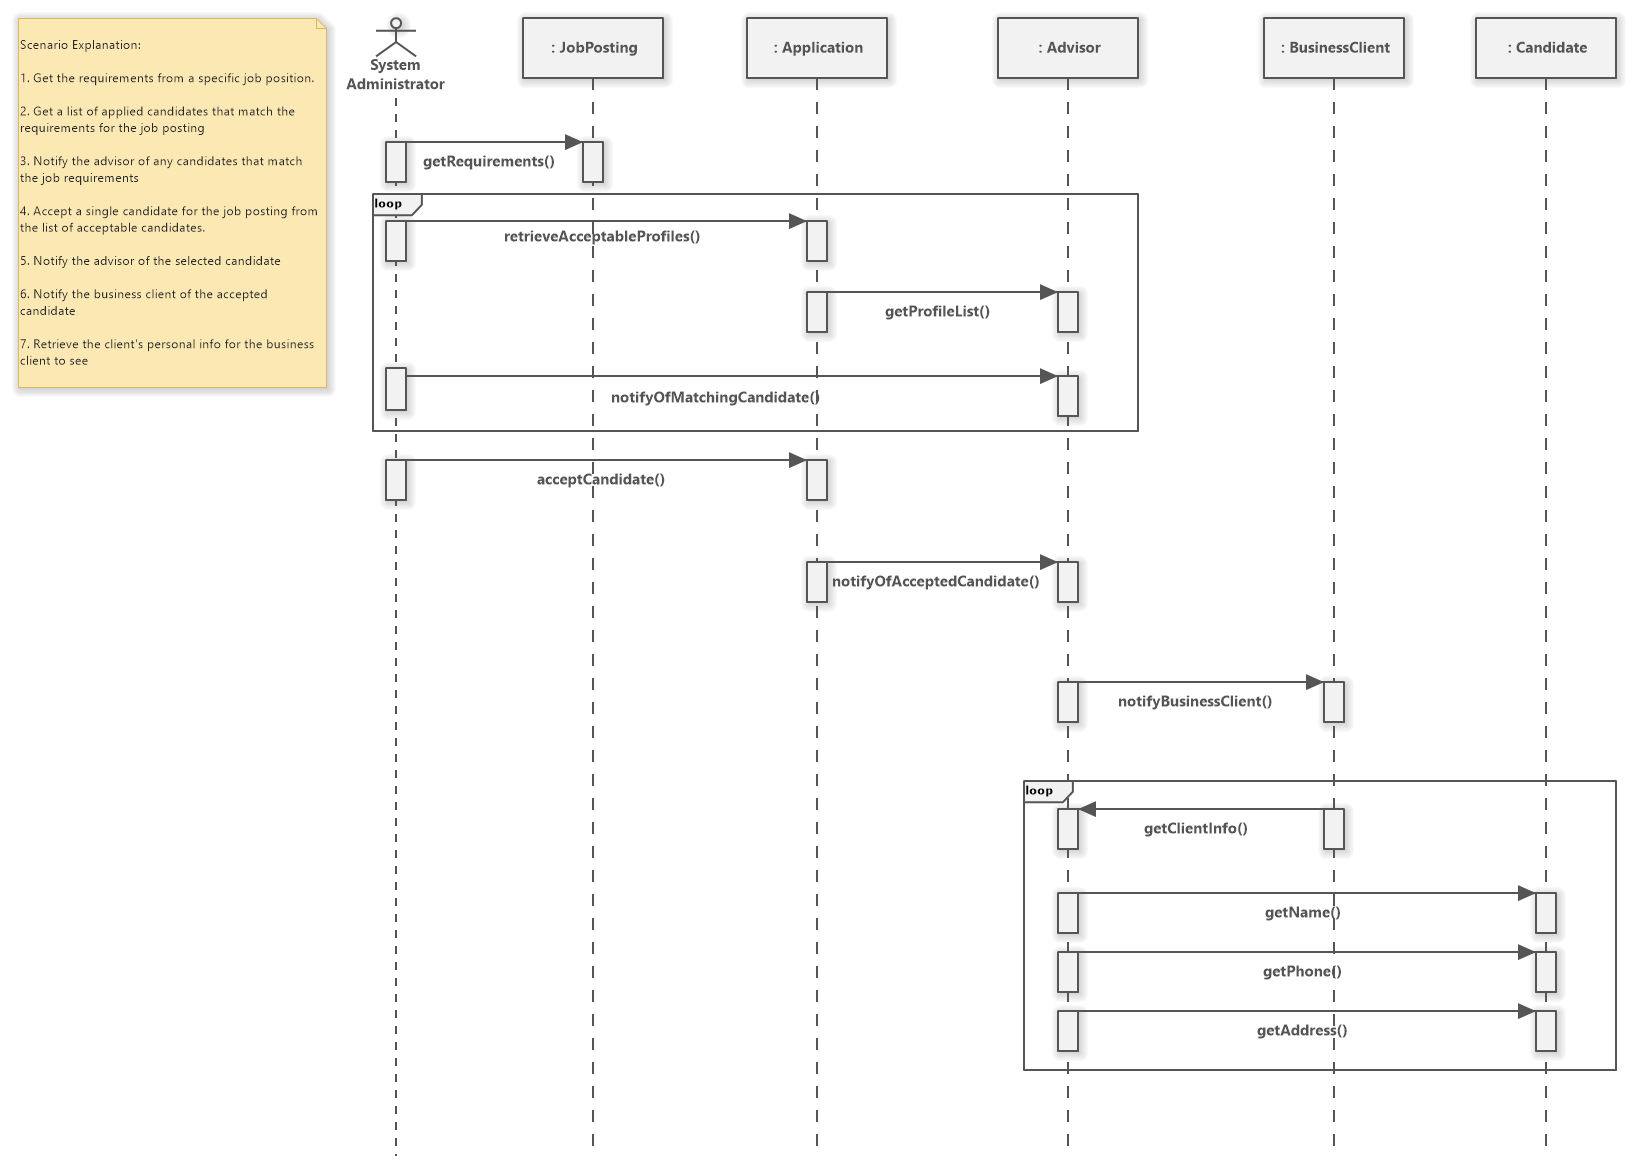 Scenario Explanation:
1. Get the requirements from a specific job position.
2. Get a list of applied candidates that match the
requirements for the job posting
3. Notify the advisor of any candidates that match
the job requirements
4. Accept a single candidate for the job posting from
the list of acceptable candidates.
5. Notify the advisor of the selected candidate
6. Notify the business client of the accepted
candidate
7. Retrieve the client's personal info for the business
client to see
System
Administrator
: JobPosting
: Application
: Advisor
: BusinessClient
: Candidate
getRequirements()
loop
retrieveAcceptableProfiles()
getProfileList()
notifyOfMatchingCandidate()
acceptCandidate()
notifyOfAcceptedCandidate()
notifyBusinessClient()
loop
getClientInfo()
getName()
getPhone()
getAddress()